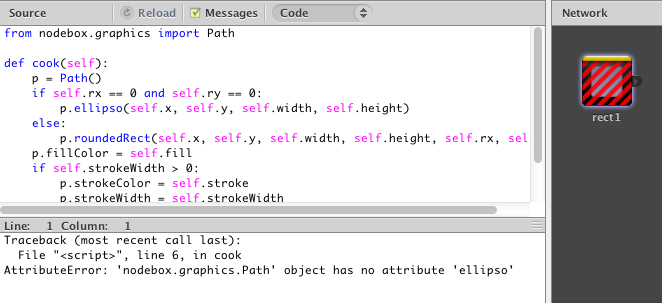 Source Reload Messages Code Network
from nodebox.graphics import Path
def cook(self):
p = Path()
if self.rx == 0 and self.ry == 0:
p.ellipso(self.x, self.y, self.width, self.height)
else:
p.roundedRect(self.x, self.y, self.width, self.height, self.rx, sel
p.fillColor = self.fill
if self.strokeWidth > 0:
p.strokeColor = self.stroke
p.strokeWidth = self.strokeWidth
rect1
Line: 1 Column: 1
Traceback (most recent call last):
File "<script>", line 6, in cook
AttributeError: 'nodebox.graphics.Path' object has no attribute 'ellipso'